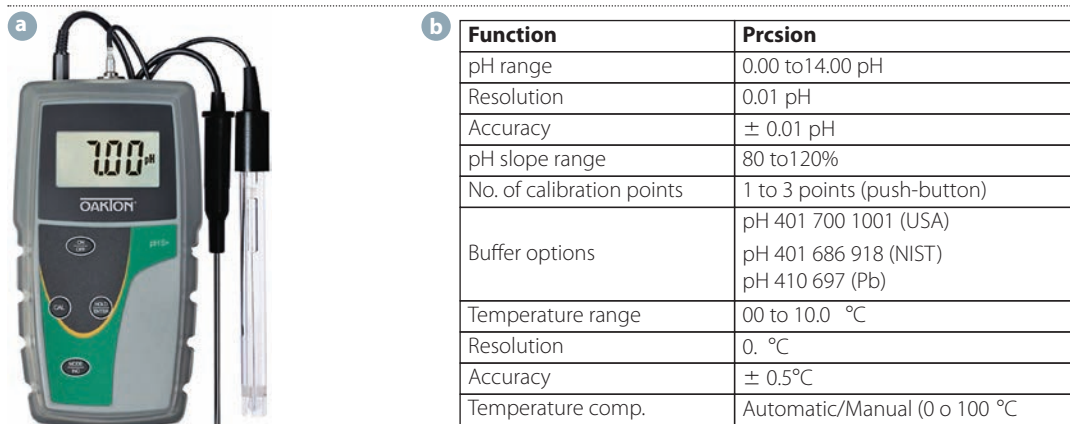 a
7.00 pH
OAKTON
ON
OFF
CAL
HOLD
ENTER
MODE
b
Function Prcsion
pH range 0.00 to14.00 pH
Resolution 0.01 pH
Accuracy ± 0.01 pH
pH slope range 80 to120%
No. of calibration points 1 to 3 points (push-button)
Buffer options
pH 401 700 1001 (USA)
pH 401 686 918 (NIST)
pH 410 697 (Pb)
Temperature range 00 to 10.0 °C
Resolution 0. °C
Accuracy ± 0.5°C
Temperature comp. Automatic/Manual (0 o 100 °C